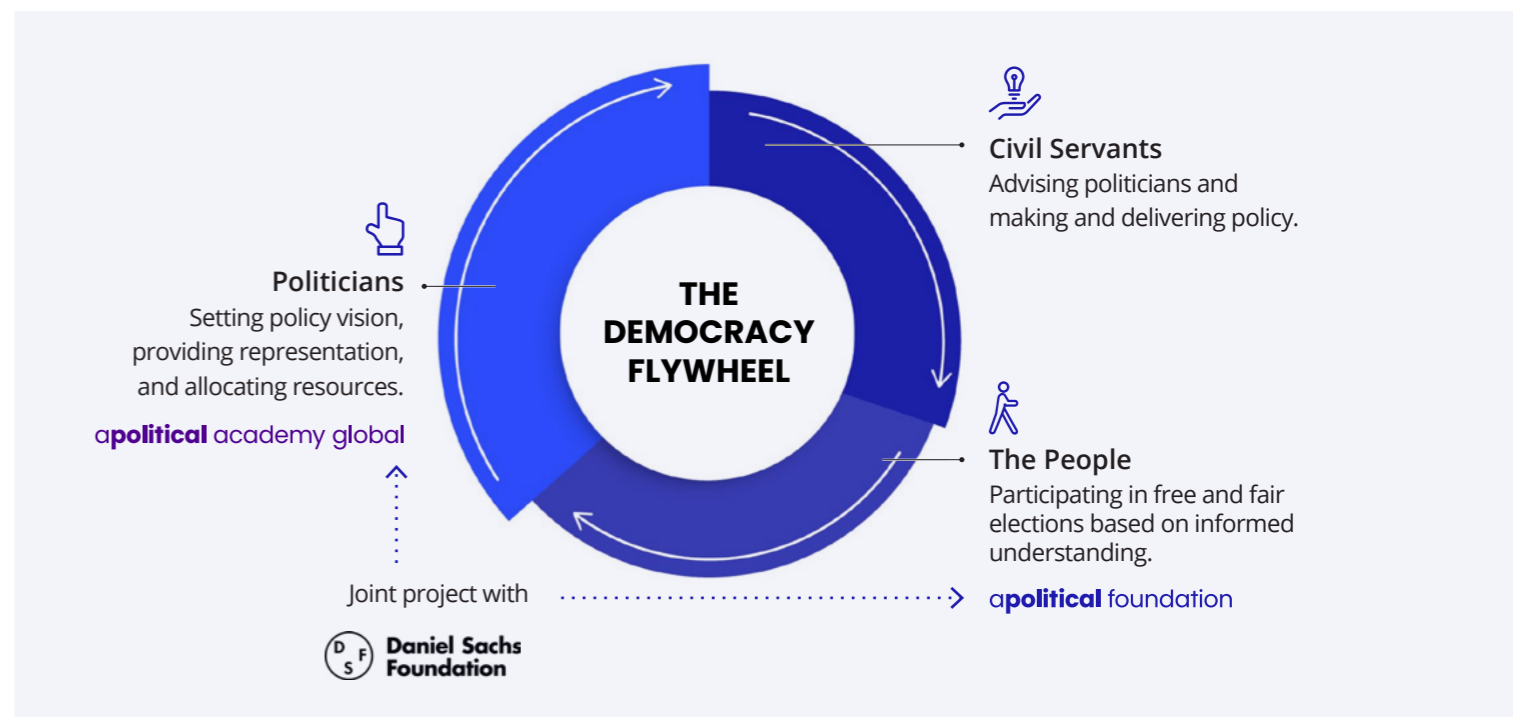 THE
DEMOCRACY
FLYWHEEL
Civil Servants
Advising politicians and
making and delivering policy.
The People
Participating in free and fair
elections based on informed
understanding.
apolitical foundation
Politicians
Setting policy vision,
providing representation,
and allocating resources.
apolitical academy global
Joint project with
D S F
Daniel Sachs
Foundation